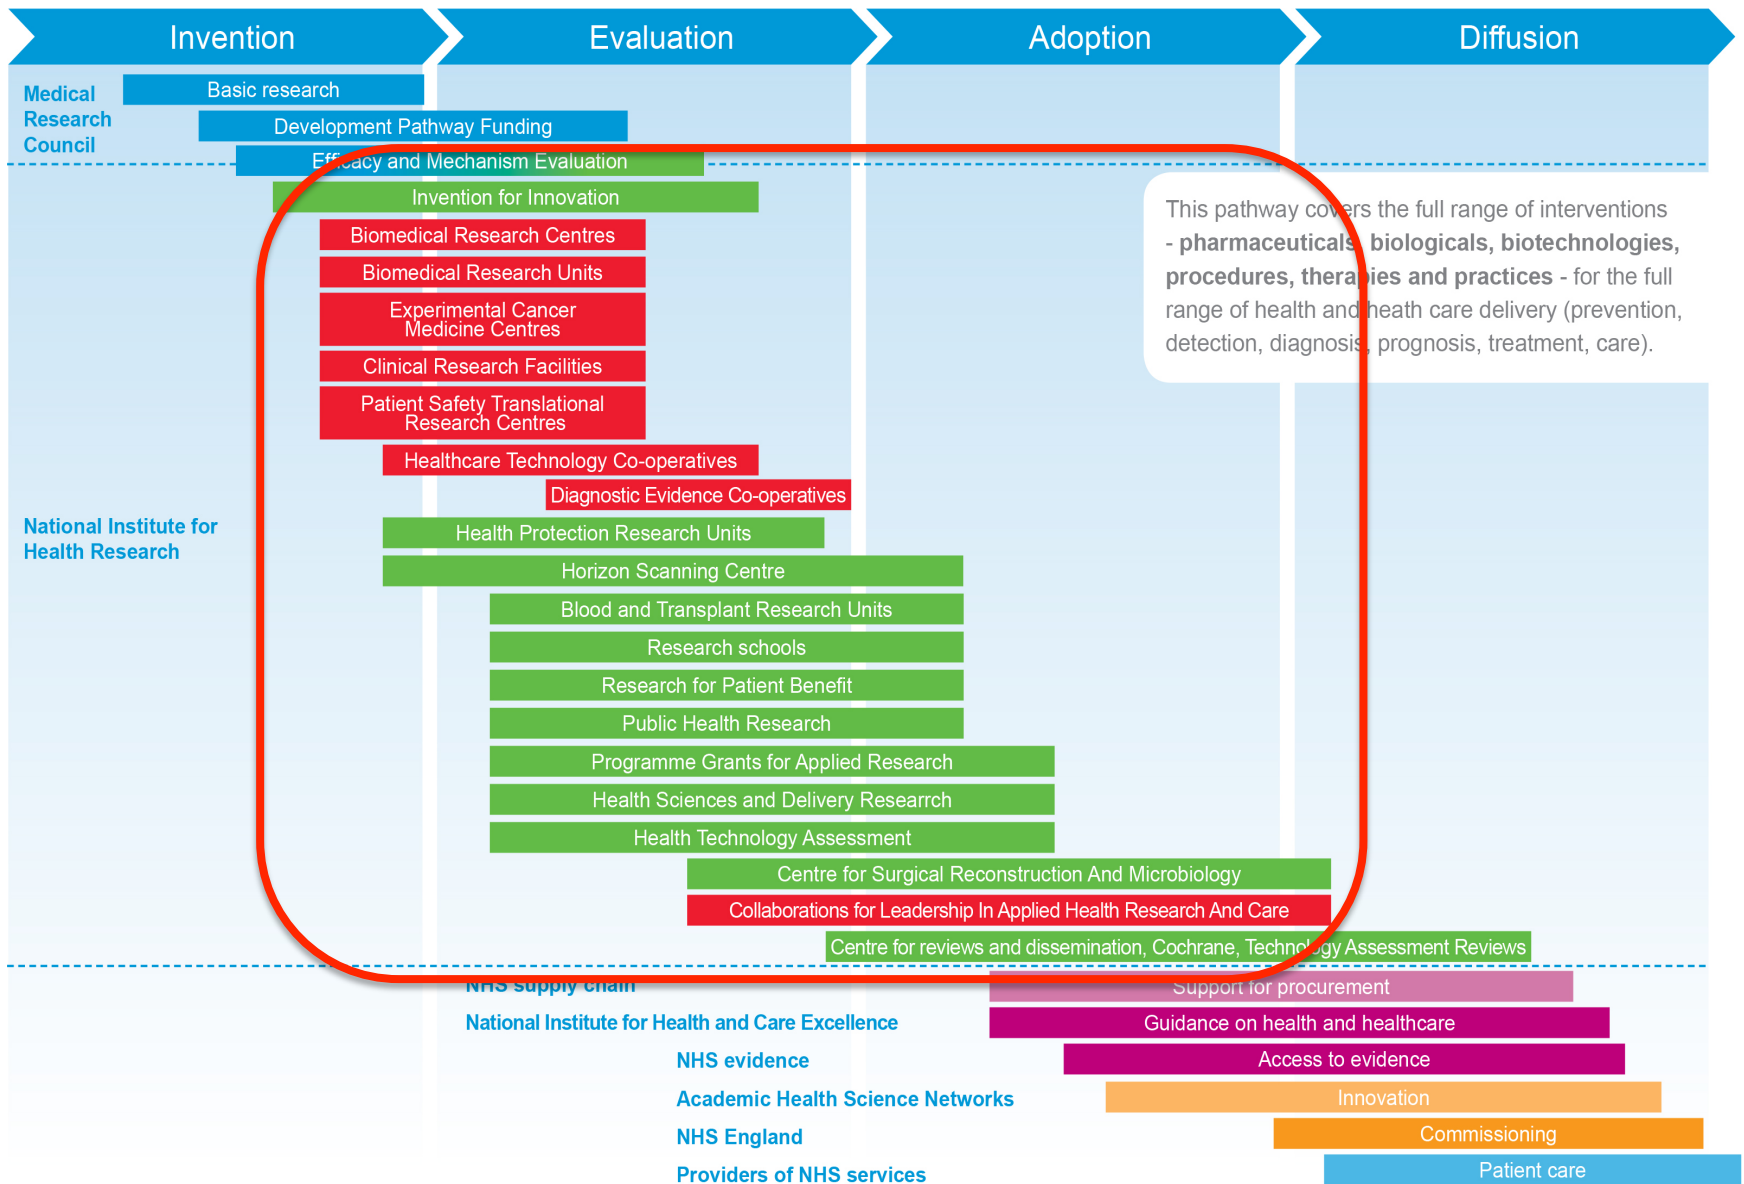 Invention
Evaluation
Adoption
Diffusion
Medical
Research
Council
Basic research
Development Pathway Funding
Efficacy and Mechanism Evaluation
Invention for Innovation
This pathway covers the full range of interventions
- pharmaceuticals, biologicals, biotechnologies,
procedures, therapies and practices - for the full
range of health and heath care delivery (prevention,
detection, diagnosis, prognosis, treatment, care).
Biomedical Research Centres
Biomedical Research Units
Experimental Cancer
Medicine Centres
Clinical Research Facilities
Patient Safety Translational
Research Centres
Healthcare Technology Co-operatives
Diagnostic Evidence Co-operatives
National Institute for
Health Research
Health Protection Research Units
Horizon Scanning Centre
Blood and Transplant Research Units
Research schools
Research for Patient Benefit
Public Health Research
Programme Grants for Applied Research
Health Sciences and Delivery Researrch
Health Technology Assessment
Centre for Surgical Reconstruction And Microbiology
Collaborations for Leadership In Applied Health Research And Care
Centre for reviews and dissemination, Cochrane, Technology Assessment Reviews
NHS supply chain
Support for procurement
National Institute for Health and Care Excellence
Guidance on health and healthcare
NHS evidence
Access to evidence
Academic Health Science Networks
Innovation
NHS England
Commissioning
Providers of NHS services
Patient care